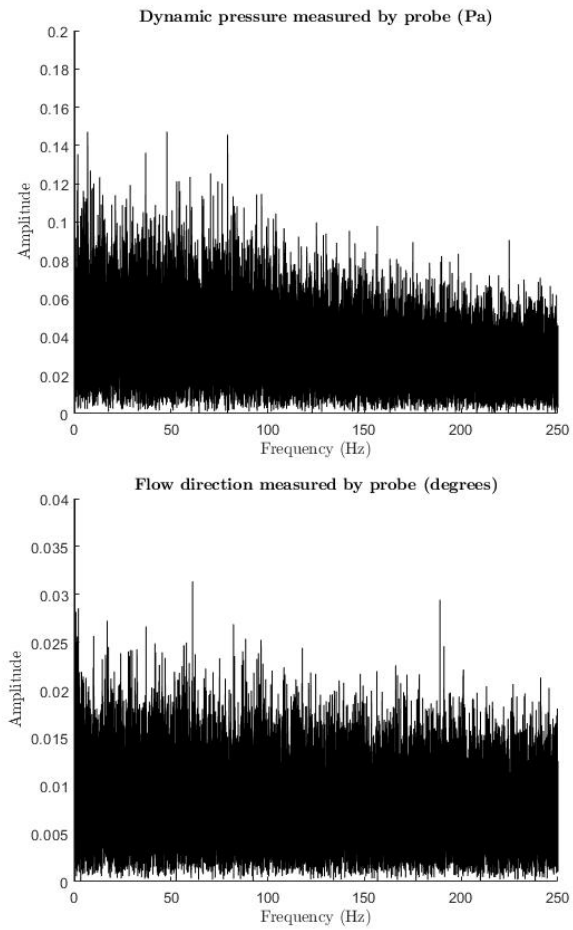 Dynamic pressure measured by probe (Pa)
0.2
0.18
0.16
0.14
0.12
0.1
0.08
0.06
0.04
0.02
0
Amplitude
0 50 100 150 200 250
Frequency (Hz)
Flow direction measured by probe (degrees)
0.04
0.035
0.03
0.025
0.02
0.015
0.01
0.005
0
Amplitude
0 50 100 150 200 250
Frequency (Hz)